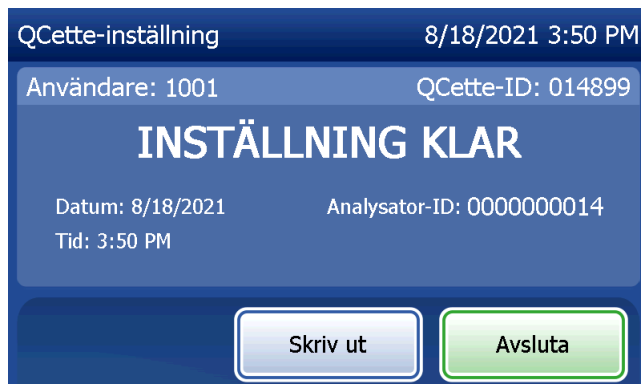 QCette-inställning 8/18/2021 3:50 PM
Användare: 1001 QCette-ID: 014899
INSTÄLLNING KLAR
Datum: 8/18/2021 Analysator-ID: 0000000014
Tid: 3:50 PM
Skriv ut Avsluta